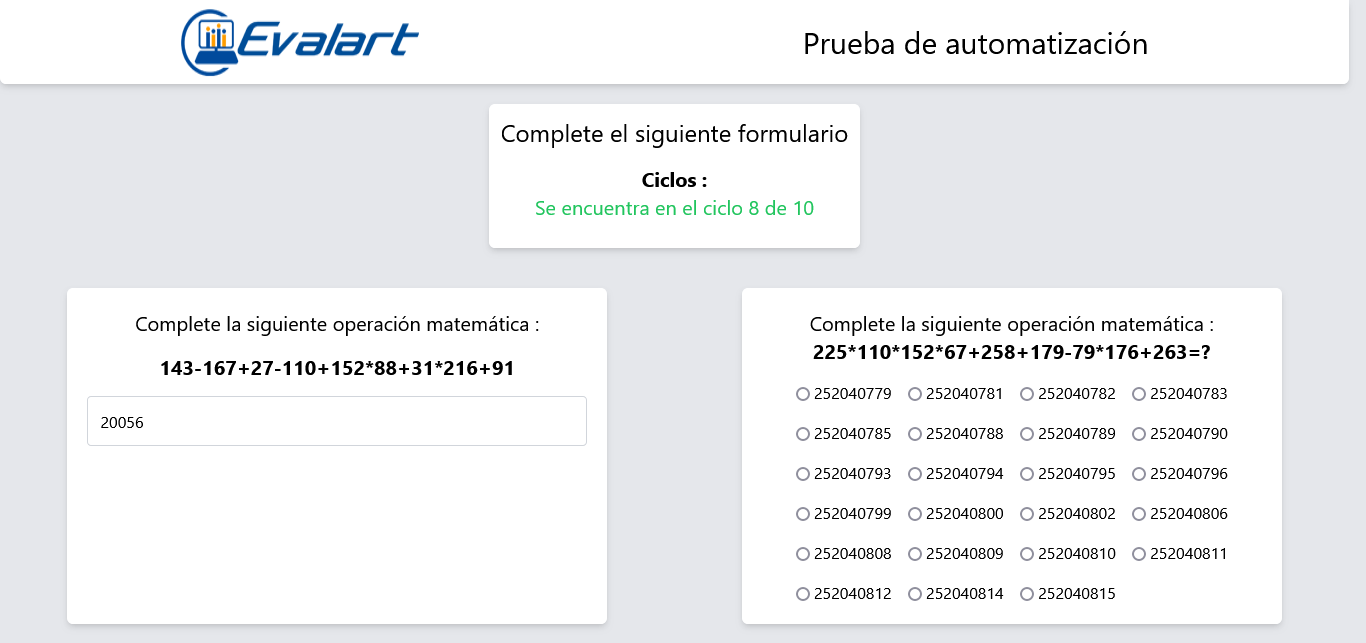 Evalart
Prueba de automatización
Complete el siguiente formulario
Ciclos :
Se encuentra en el ciclo 8 de 10
Complete la siguiente operación matemática :
143-167+27-110+152*88+31*216+91
20056
Complete la siguiente operación matemática :
225*110*152*67+258+179-79*176+263=?
252040779 252040781 252040782 252040783
252040785 252040788 252040789 252040790
252040793 252040794 252040795 252040796
252040799 252040800 252040802 252040806
252040808 252040809 252040810 252040811
252040812 252040814 252040815